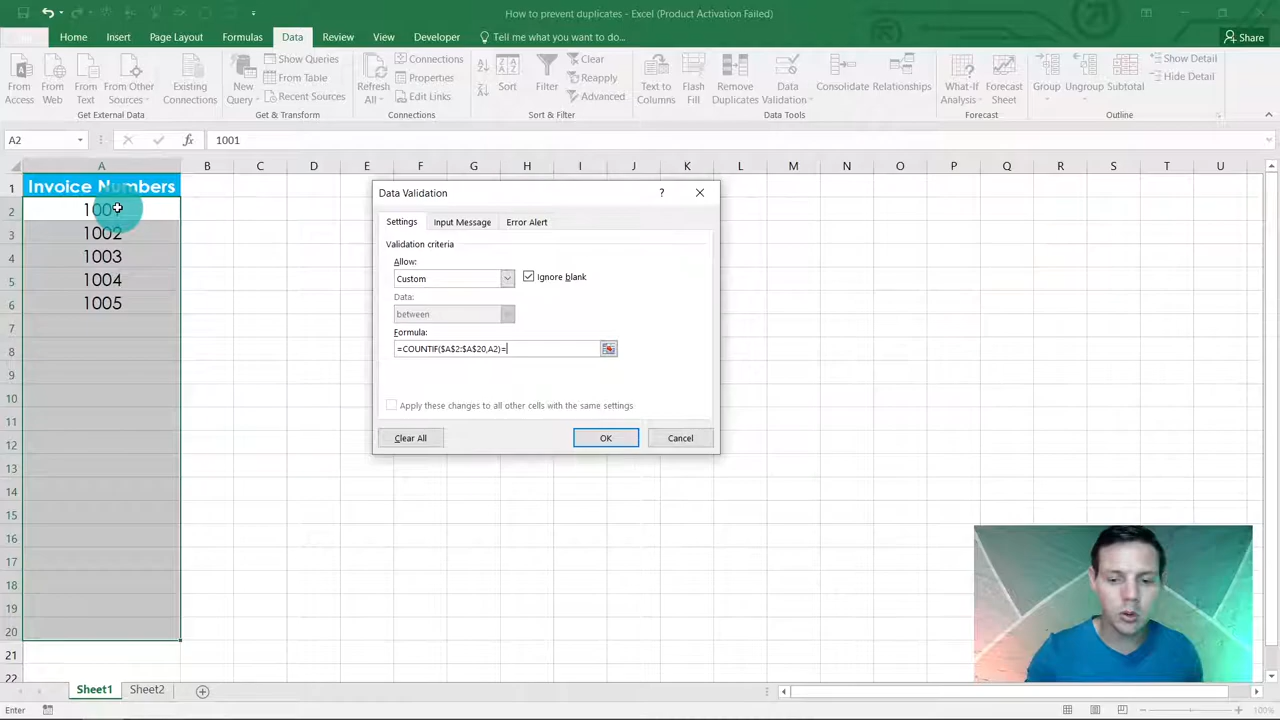 How to prevent duplicates - Excel (Product Activation Failed)
Home Insert Page Layout Formulas Data Review View Developer Tell me what you want to do... Share
From Access
From Web
From Text
From Other Sources
Existing Connections
Get External Data
New Query
Show Queries
From Table
Recent Sources
Get & Transform
Refresh All
Connections
Properties
Edit Links
Connections
Sort
Filter
Clear
Reapply
Advanced
Sort & Filter
Text to Columns
Flash Fill
Remove Duplicates
Data Validation
Consolidate
Relationships
Data Tools
What-If Analysis
Forecast Sheet
Forecast
Group
Ungroup
Subtotal
Show Detail
Hide Detail
Outline
A2 fx 1001
A B C D E F G H I J K L M N O P Q R S T U
1 Invoice Numbers
2
3 1002
4 1003
5 1004
6 1005
7
8
9
10
11
12
13
14
15
16
17
18
19
20
21
22
Data Validation ?
Settings Input Message Error Alert
Validation criteria
Allow:
Custom Ignore blank
Data:
between
Formula:
=COUNTIF($A$2:$A$20,A2)=
Apply these changes to all other cells with the same settings
Clear All OK Cancel
Sheet1 Sheet2
Enter 100%